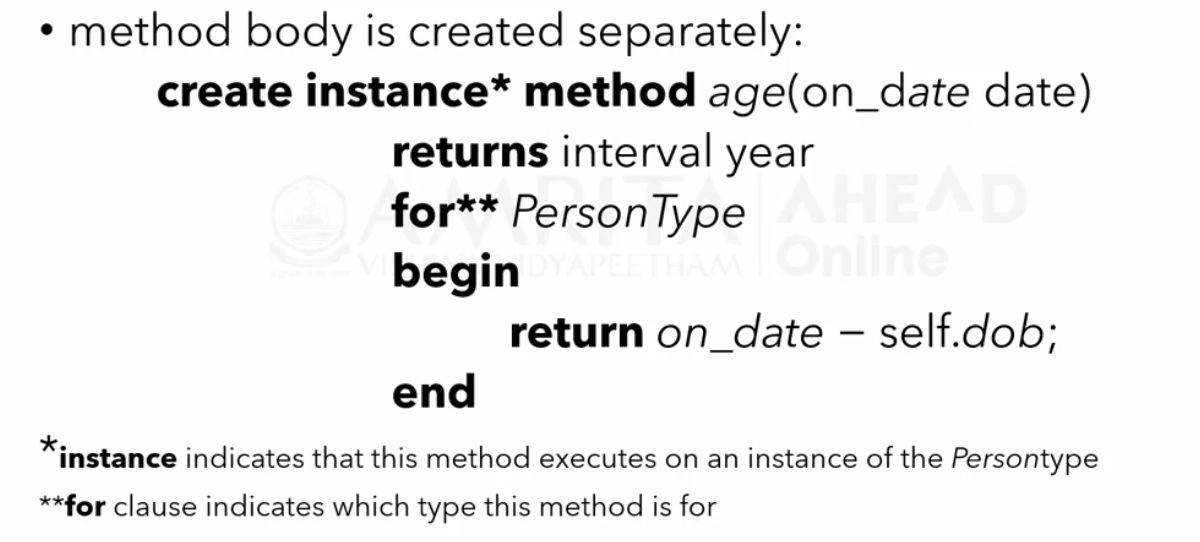 • method body is created separately:
create instance* method age(on_date date)
returns interval year
for** PersonType
AMRITA AHEAD
begin
VISHWA VIDYAPEETHAM Online
return on_date – self.dob;
end
*instance indicates that this method executes on an instance of the Persontype
**for clause indicates which type this method is for